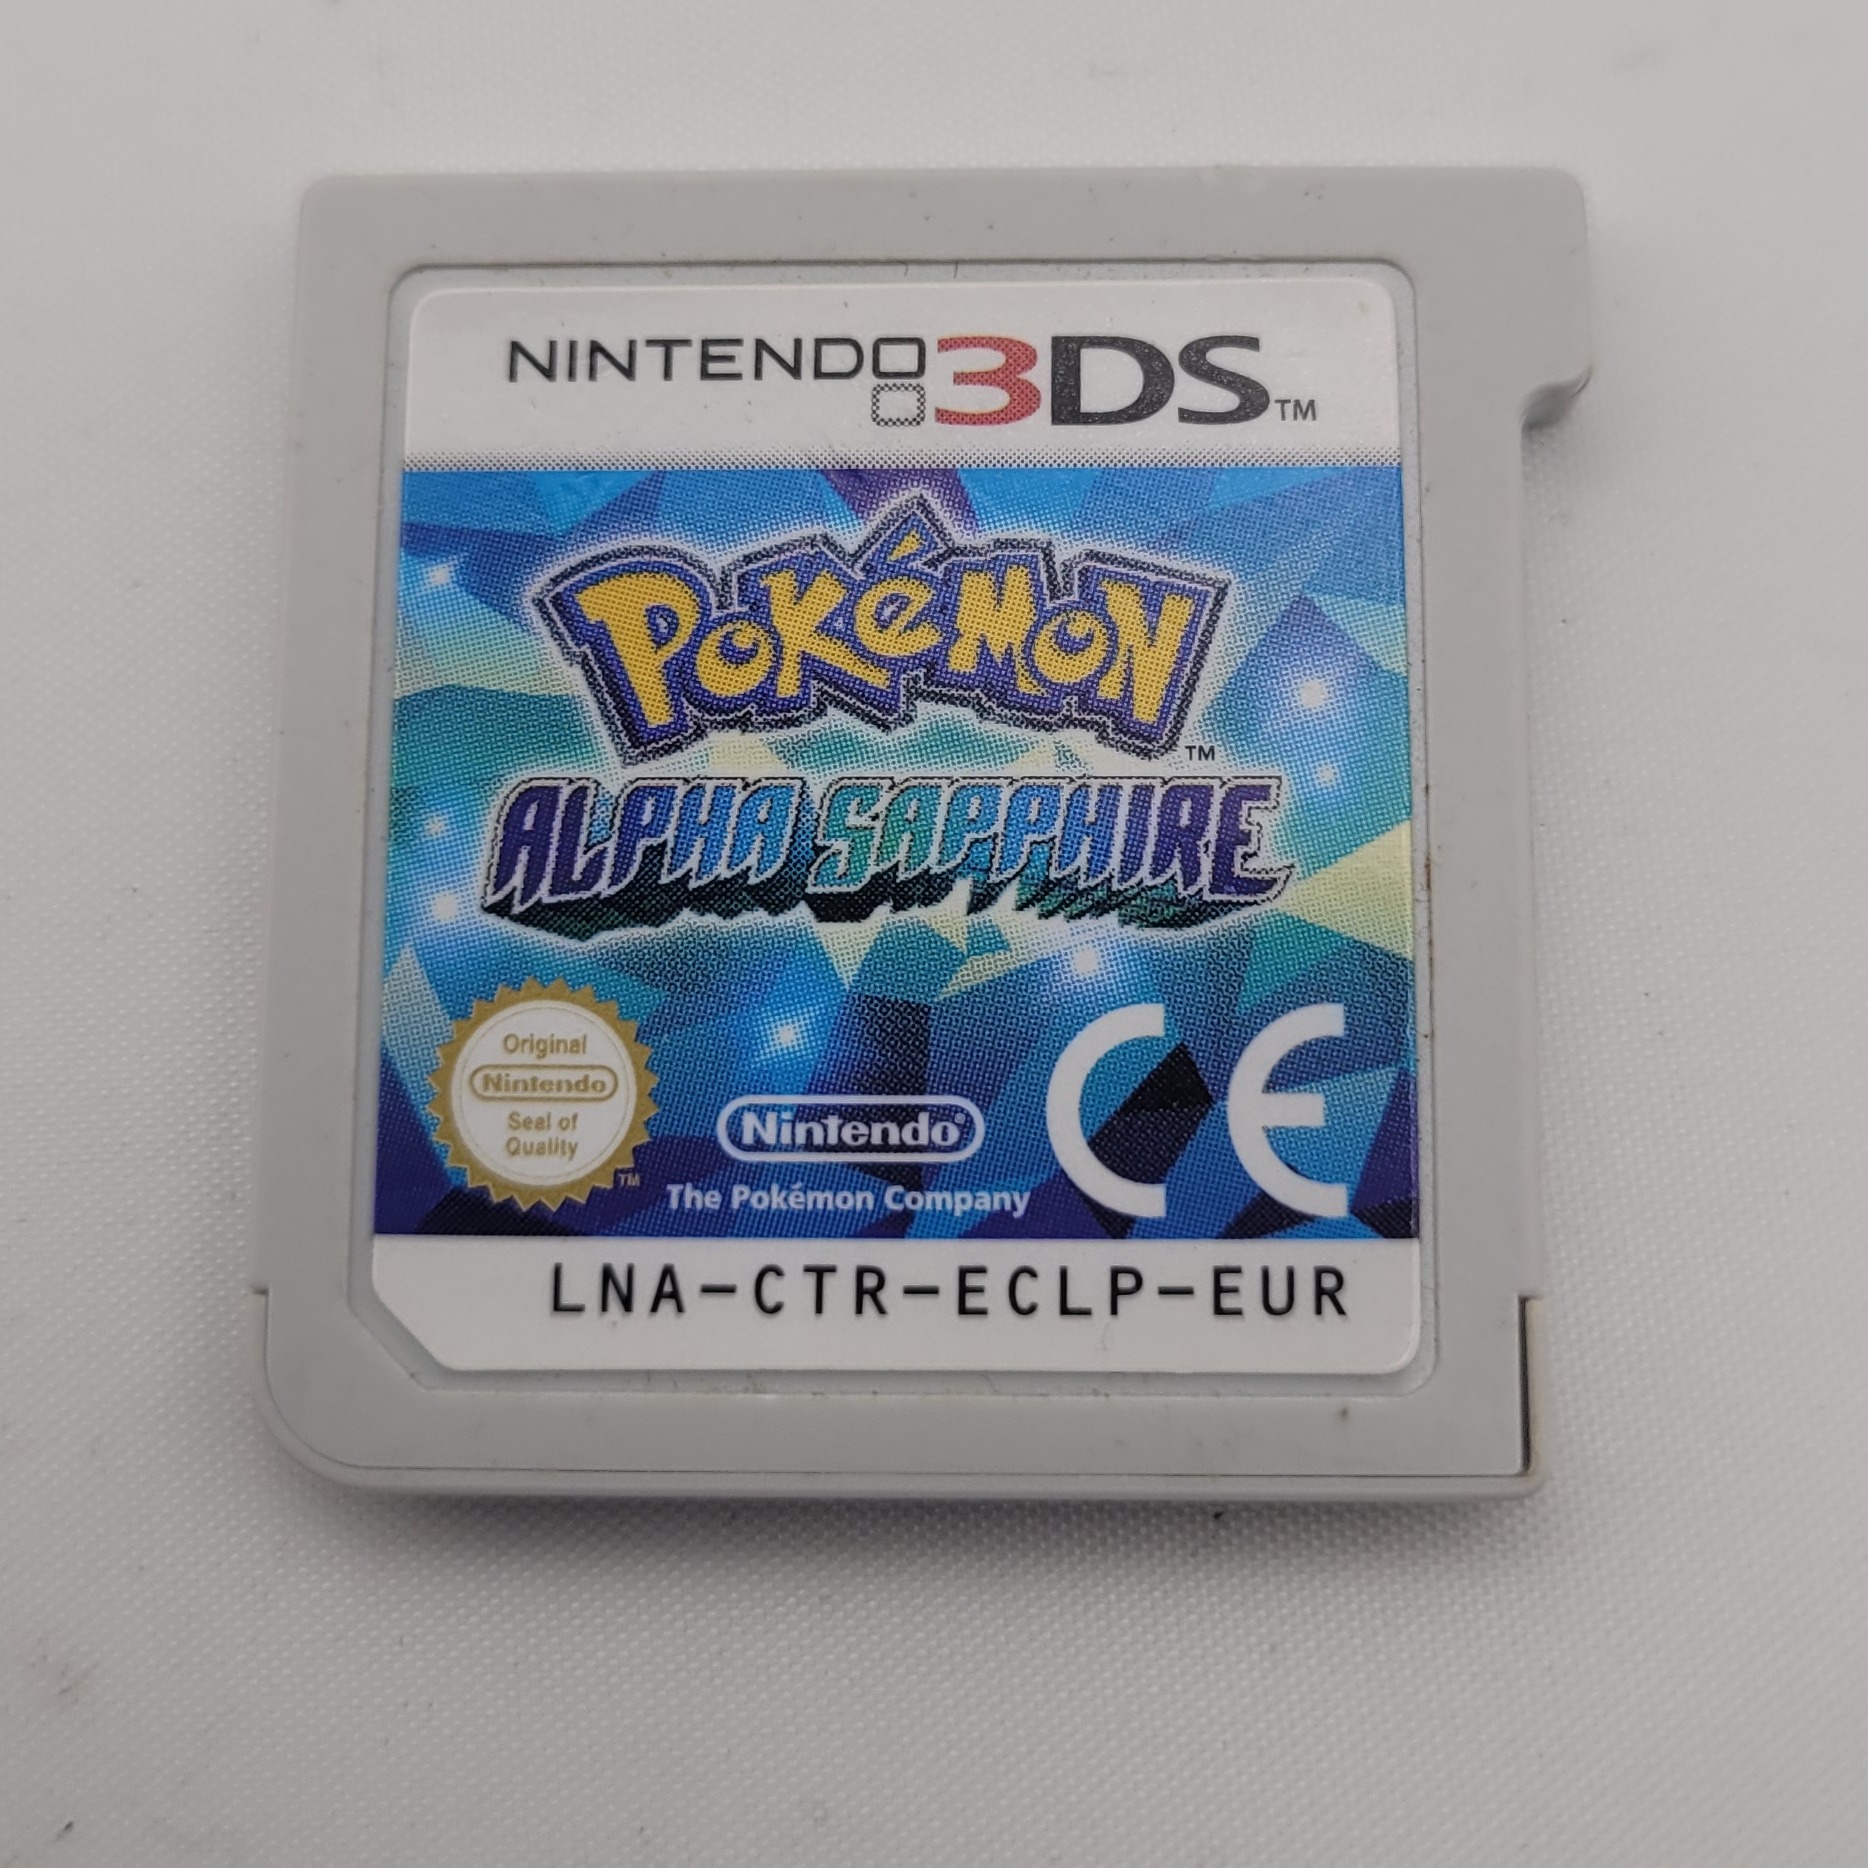 NINTENDO 3DS™
POKéMON™
ALPHA SAPPHIRE
Original
Nintendo
Seal of
Quality
™
Nintendo®
The Pokémon Company
CE
LNA-CTR-ECLP-EUR